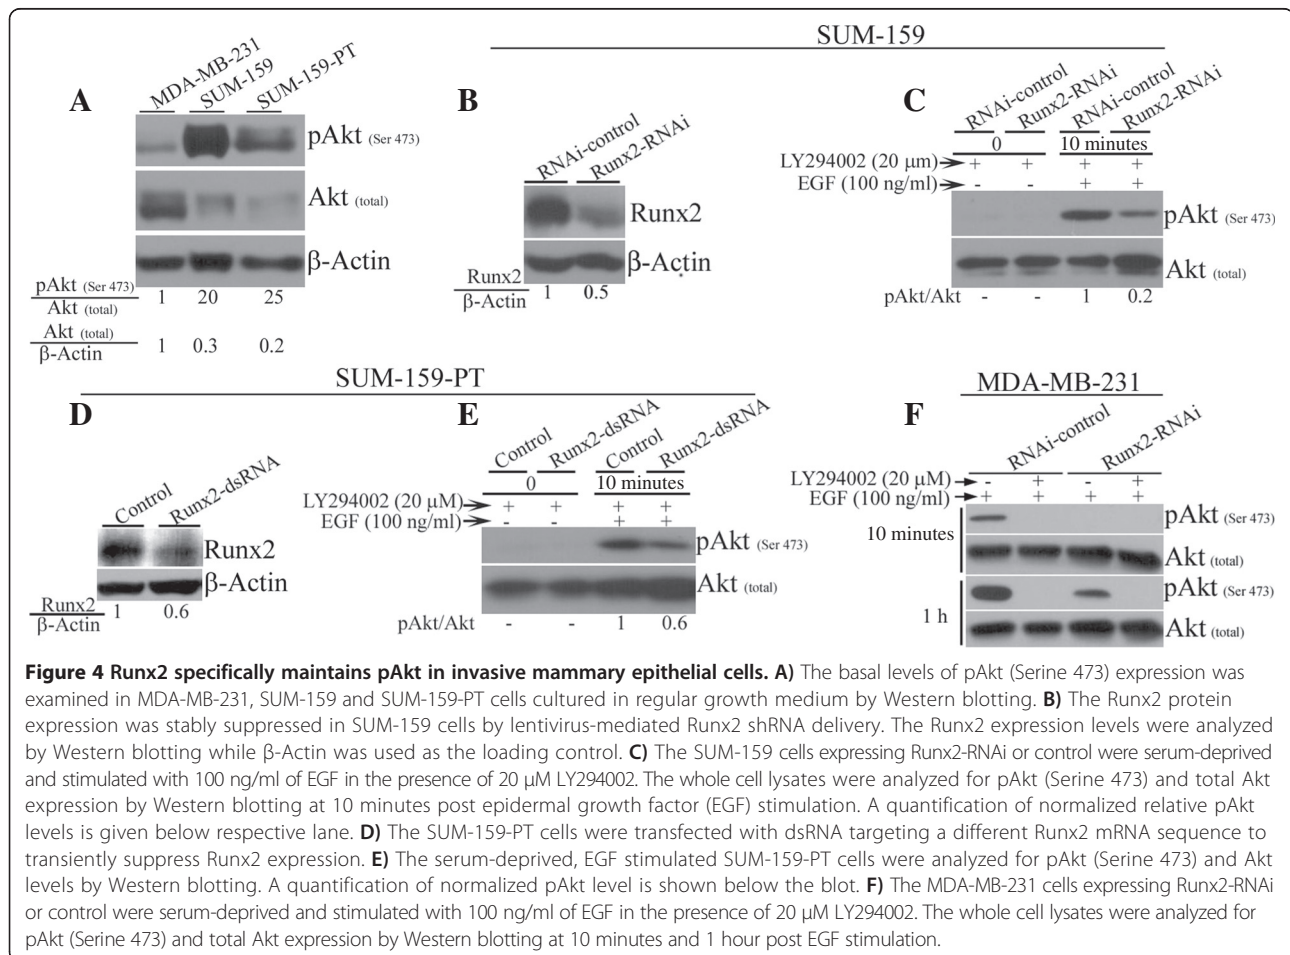 SUM-159
A
MDA-MB-231
SUM-159
SUM-159-PT
pAkt (Ser 473)
Akt (total)
β-Actin
pAkt (Ser 473)
Akt (total)
1 20 25
Akt (total)
β-Actin
1 0.3 0.2
B
RNAi-control
Runx2-RNAi
Runx2
β-Actin
Runx2
β-Actin
1 0.5
C
RNAi-control
Runx2-RNAi
RNAi-control
Runx2-RNAi
0 10 minutes
LY294002 (20 μm) + + + +
EGF (100 ng/ml) - - + +
pAkt (Ser 473)
Akt (total)
pAkt/Akt - - 1 0.2
SUM-159-PT
D
Control
Runx2-dsRNA
Runx2
β-Actin
Runx2
β-Actin
1 0.6
E
Control
Runx2-dsRNA
Control
Runx2-dsRNA
0 10 minutes
LY294002 (20 μM) + + + +
EGF (100 ng/ml) - - + +
pAkt (Ser 473)
Akt (total)
pAkt/Akt - - 1 0.6
MDA-MB-231
F
RNAi-control
Runx2-RNAi
LY294002 (20 μM) - + - +
EGF (100 ng/ml) + + + +
10 minutes
pAkt (Ser 473)
Akt (total)
1 h
pAkt (Ser 473)
Akt (total)
Figure 4 Runx2 specifically maintains pAkt in invasive mammary epithelial cells. A) The basal levels of pAkt (Serine 473) expression was
examined in MDA-MB-231, SUM-159 and SUM-159-PT cells cultured in regular growth medium by Western blotting. B) The Runx2 protein
expression was stably suppressed in SUM-159 cells by lentivirus-mediated Runx2 shRNA delivery. The Runx2 expression levels were analyzed
by Western blotting while β-Actin was used as the loading control. C) The SUM-159 cells expressing Runx2-RNAi or control were serum-deprived
and stimulated with 100 ng/ml of EGF in the presence of 20 μM LY294002. The whole cell lysates were analyzed for pAkt (Serine 473) and total Akt
expression by Western blotting at 10 minutes post epidermal growth factor (EGF) stimulation. A quantification of normalized relative pAkt
levels is given below respective lane. D) The SUM-159-PT cells were transfected with dsRNA targeting a different Runx2 mRNA sequence to
transiently suppress Runx2 expression. E) The serum-deprived, EGF stimulated SUM-159-PT cells were analyzed for pAkt (Serine 473) and Akt
levels by Western blotting. A quantification of normalized pAkt level is shown below the blot. F) The MDA-MB-231 cells expressing Runx2-RNAi
or control were serum-deprived and stimulated with 100 ng/ml of EGF in the presence of 20 μM LY294002. The whole cell lysates were analyzed for
pAkt (Serine 473) and total Akt expression by Western blotting at 10 minutes and 1 hour post EGF stimulation.